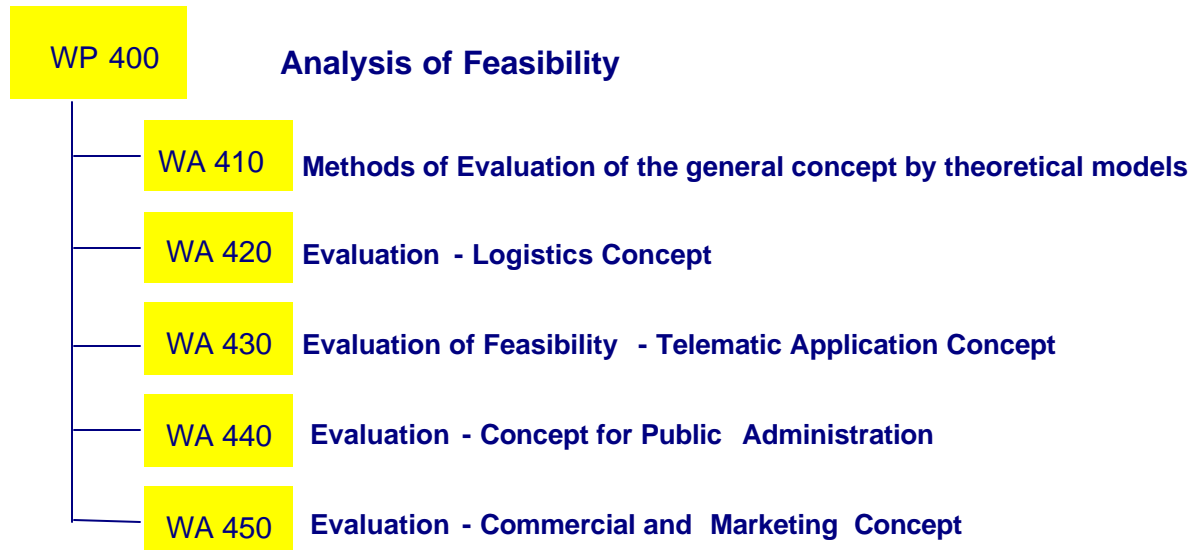 WP 400 Analysis of Feasibility
WA 410 Methods of Evaluation of the general concept by theoretical models
WA 420 Evaluation - Logistics Concept
WA 430 Evaluation of Feasibility - Telematic Application Concept
WA 440 Evaluation - Concept for Public Administration
WA 450 Evaluation - Commercial and Marketing Concept